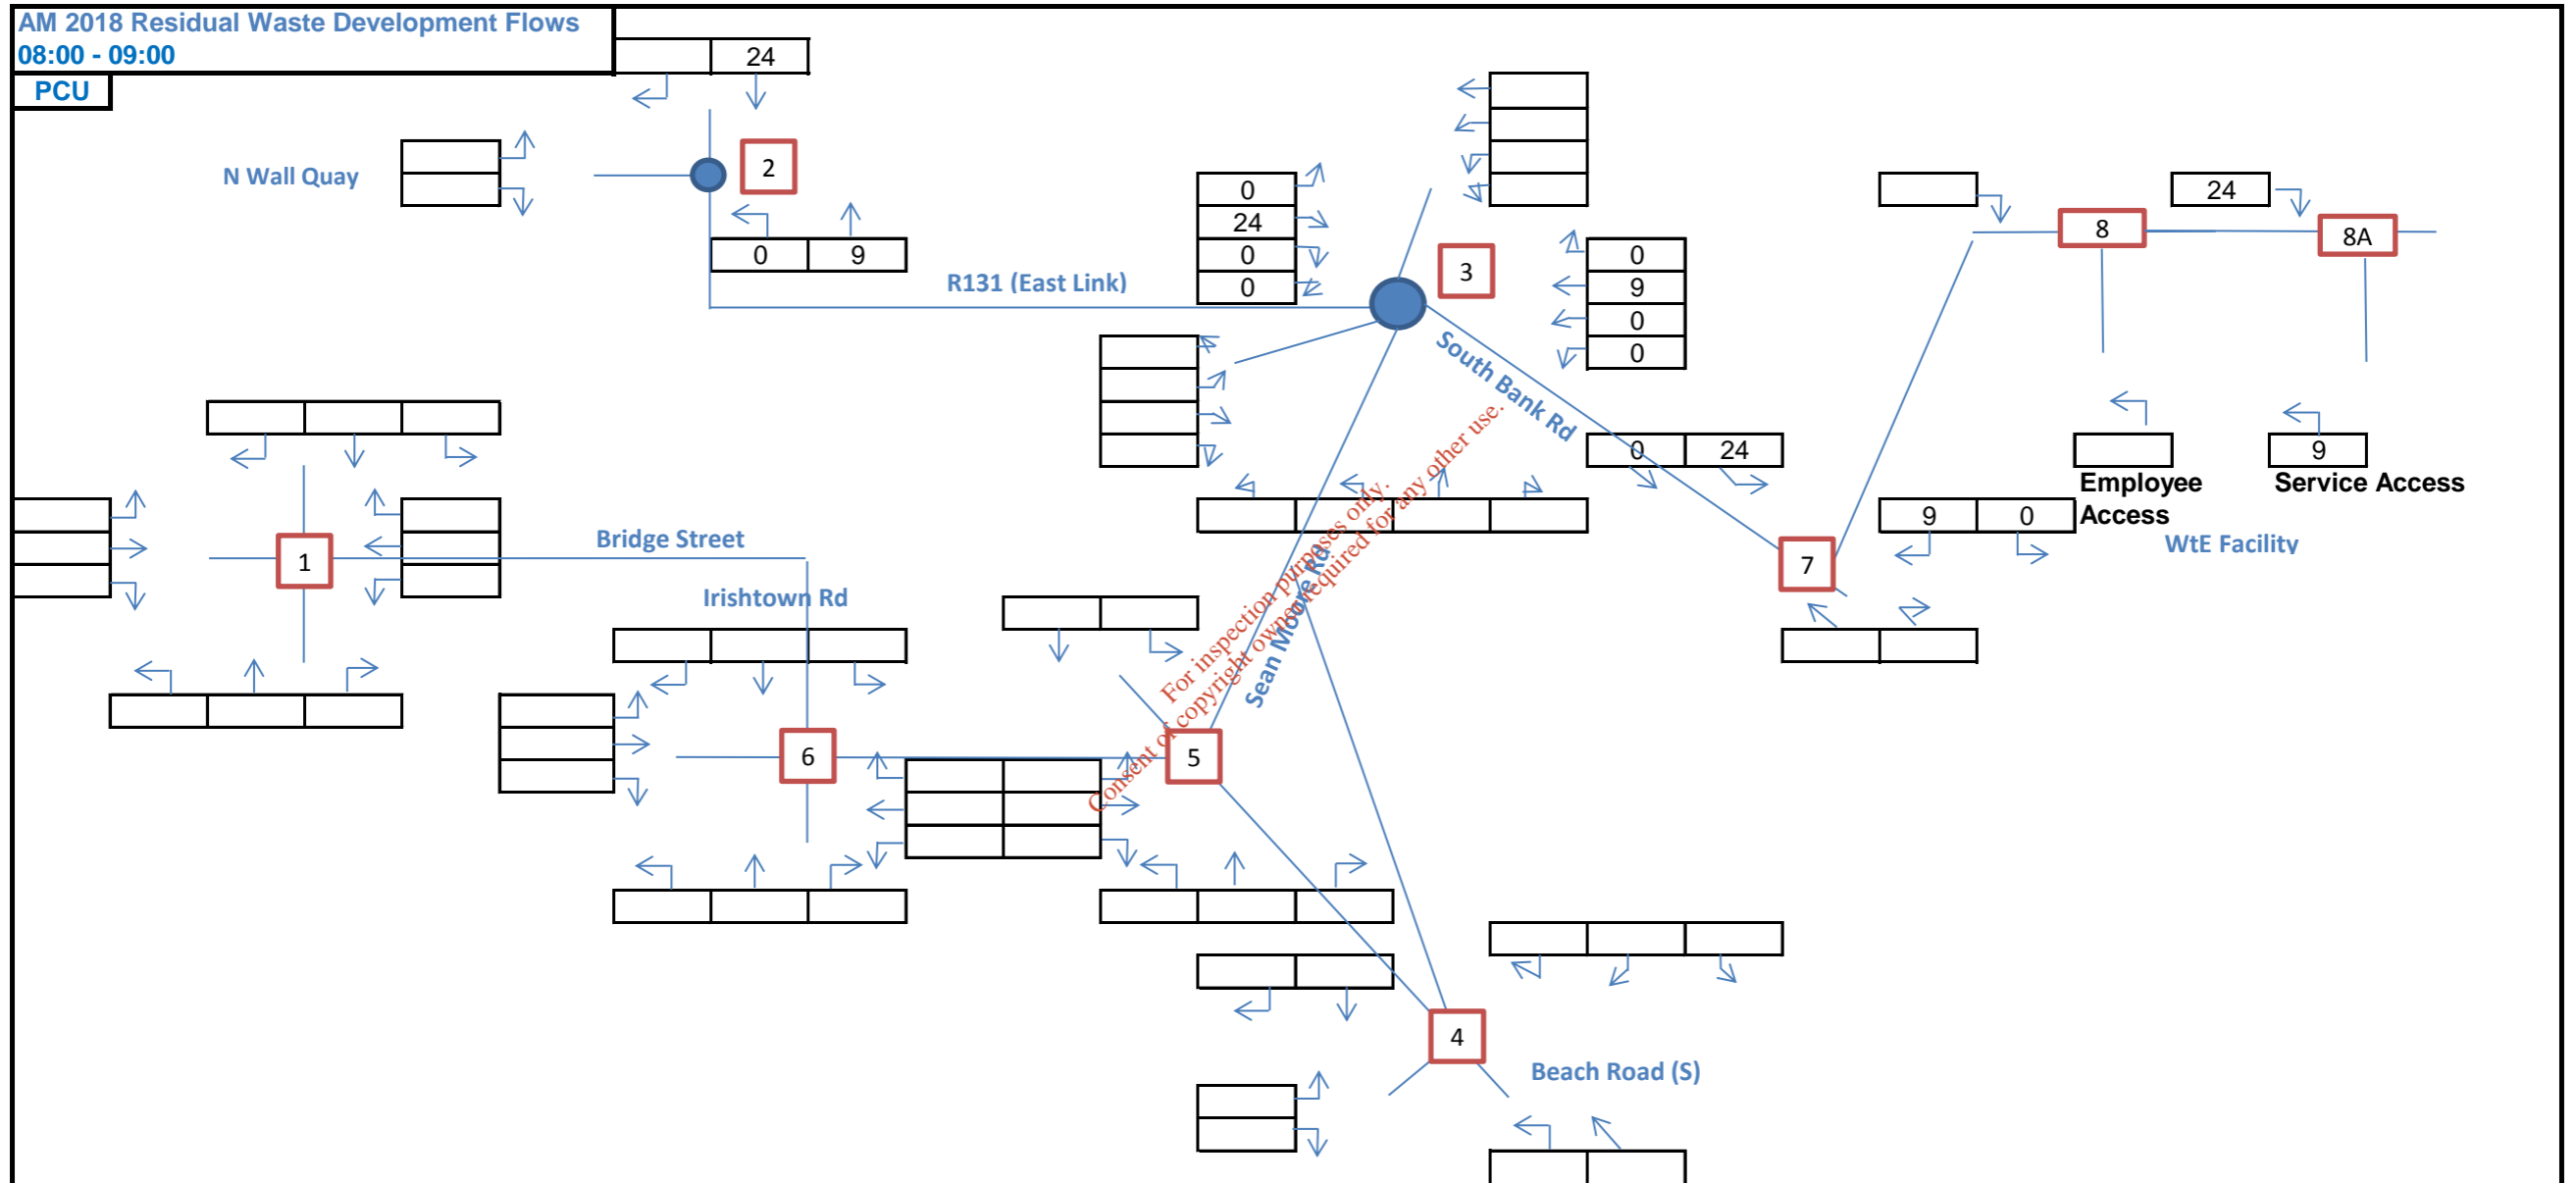 AM 2018 Residual Waste Development Flows
08:00 - 09:00
PCU
24
N Wall Quay
2
0 9
R131 (East Link)
0
24
0
0
3
0
9
0
0
South Bank Rd
24
8
8A
Employee
Access
9
Service Access
WtE Facility
0 24
9 0
7
1
Bridge Street
Irishtown Rd
6
5
Sean Moore Rd
For inspection purposes only.
Consent of copyright owner required for any other use.
4
Beach Road (S)